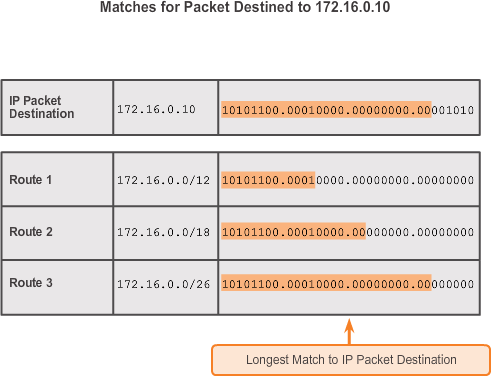 Matches for Packet Destined to 172.16.0.10
IP Packet
Destination
172.16.0.10
10101100.00010000.00000000.00001010
Route 1
172.16.0.0/12
10101100.00010000.00000000.00000000
Route 2
172.16.0.0/18
10101100.00010000.00000000.00000000
Route 3
172.16.0.0/26
10101100.00010000.00000000.00000000
Longest Match to IP Packet Destination